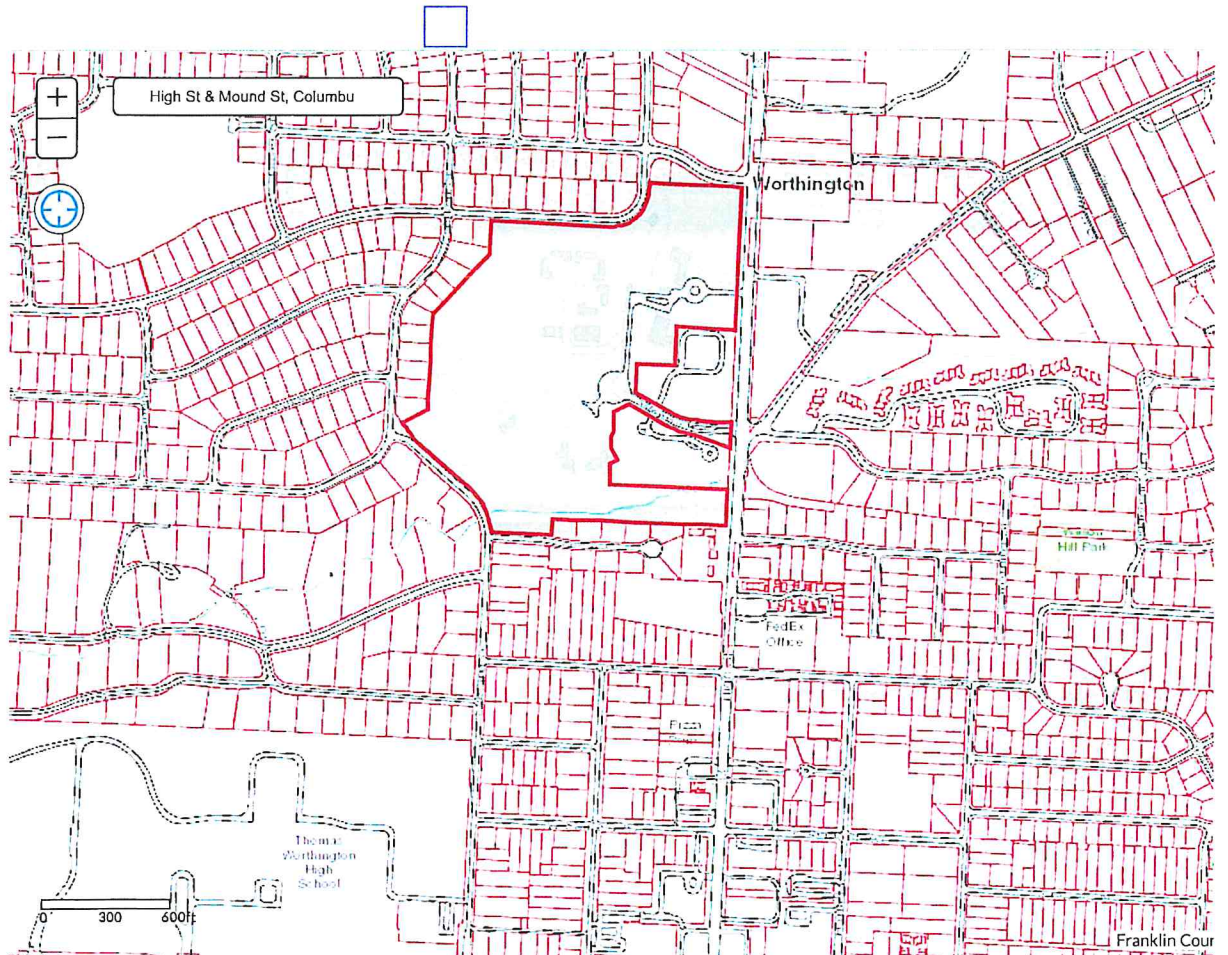 +
High St & Mound St, Columbu
−
Worthington
Hill Park
FedEx
Office
Pizza
Thomas
Worthington
High
School
0 300 600ft
Franklin Cour